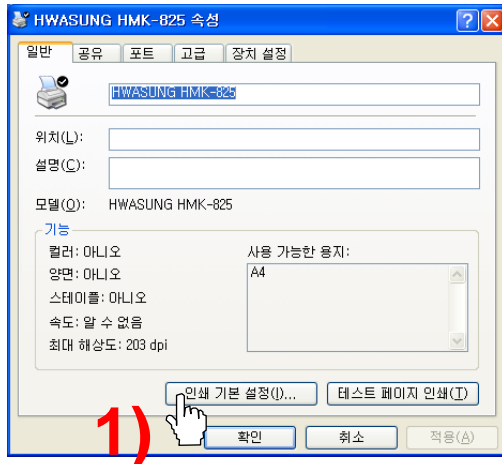 HWASUNG HMK-825 속성
일반 공유 포트 고급 장치 설정
HWASUNG HMK-825
위치(L):
설명(C):
모델(O): HWASUNG HMK-825
기능
컬러: 아니오 사용 가능한 용지:
양면: 아니오 A4
스테이플: 아니오
속도: 알 수 없음
최대 해상도: 203 dpi
인쇄 기본 설정(I)... 테스트 페이지 인쇄(T)
1)
확인 취소 적용(A)